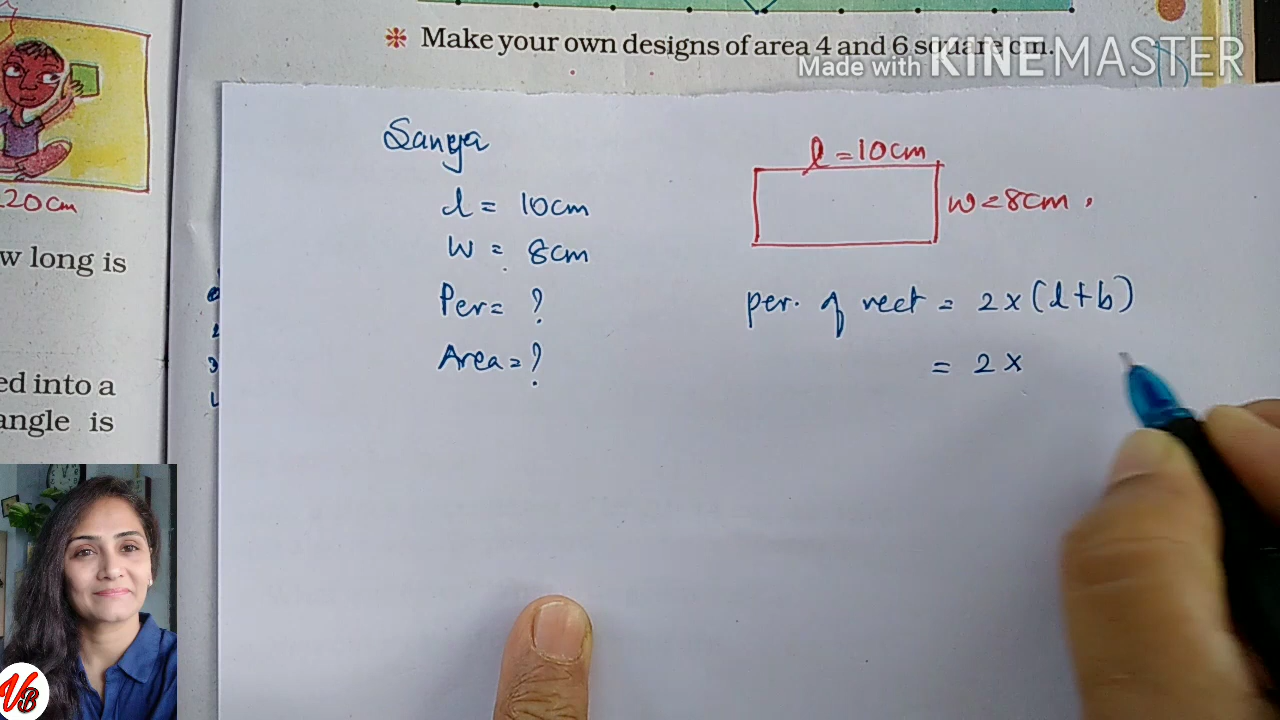 ❉ Make your own designs of area 4 and 6 square cm.
Made with KINEMASTER
20cm
w long is
ed into a
angle is
Sanya
l = 10cm
W = 8cm
Per = ?
Area = ?
l = 10cm
w = 8cm
per. of rect = 2 x (l+b)
= 2 x
VB